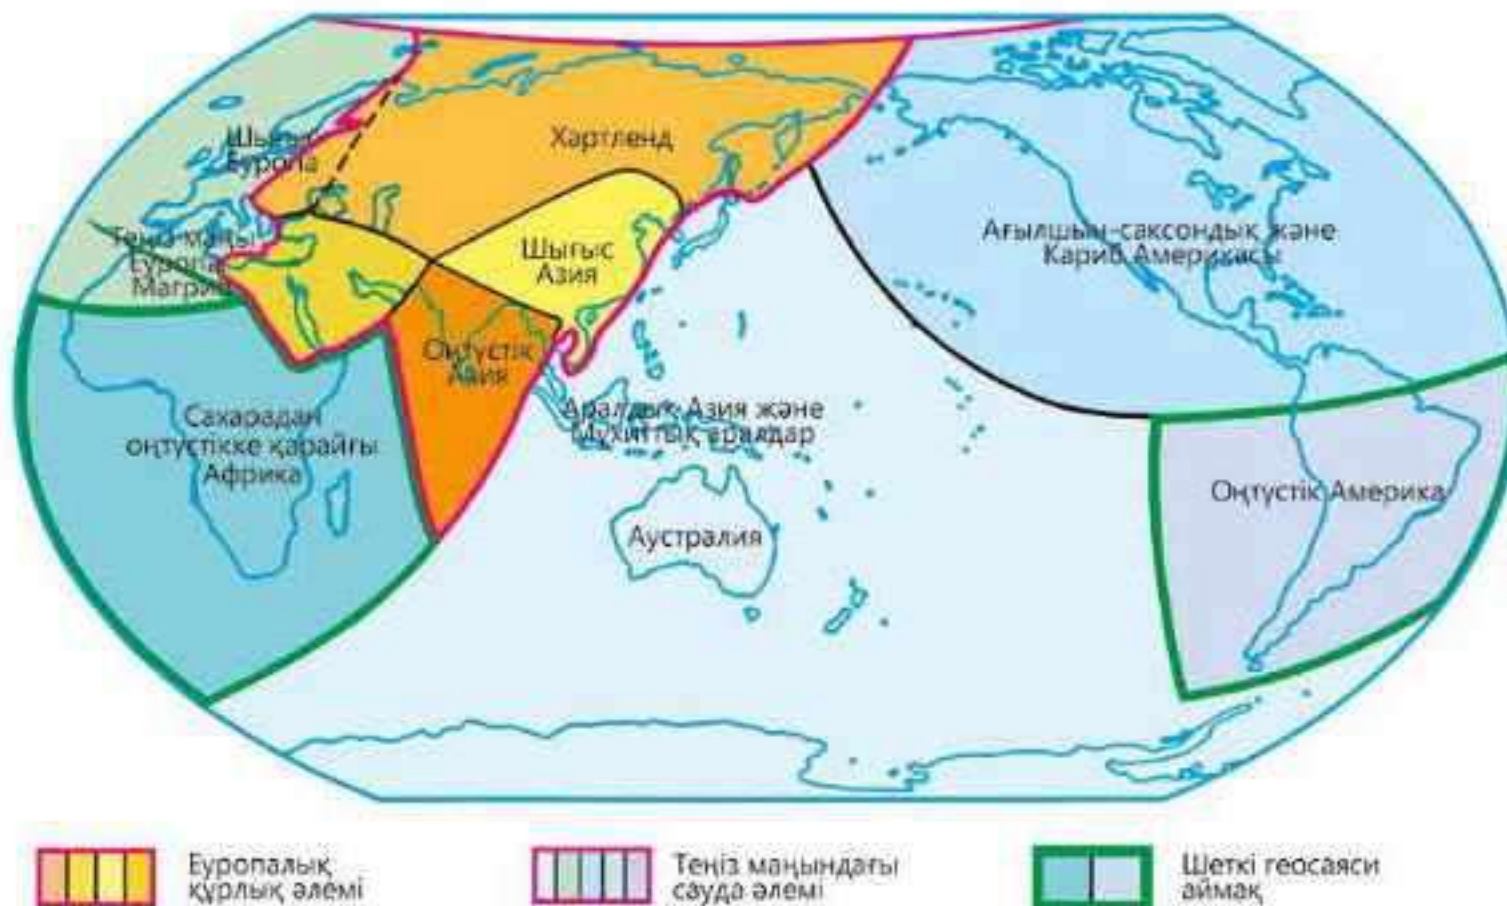 Шығыс
Еуропа
Хартленд
Теңіз маңы
Еуропа
Магриб
Шығыс
Азия
Ағылшын-саксондық және
Кариб Америкасы
Оңтүстік
Азия
Сахарадан
оңтүстікке қарайғы
Африка
Аралдық Азия және
Мұхиттық аралдар
Аустралия
Оңтүстік Америка
Еуропалық
құрлық әлемі
Теңіз маңындағы
сауда әлемі
Шеткі геосаяси
аймақ